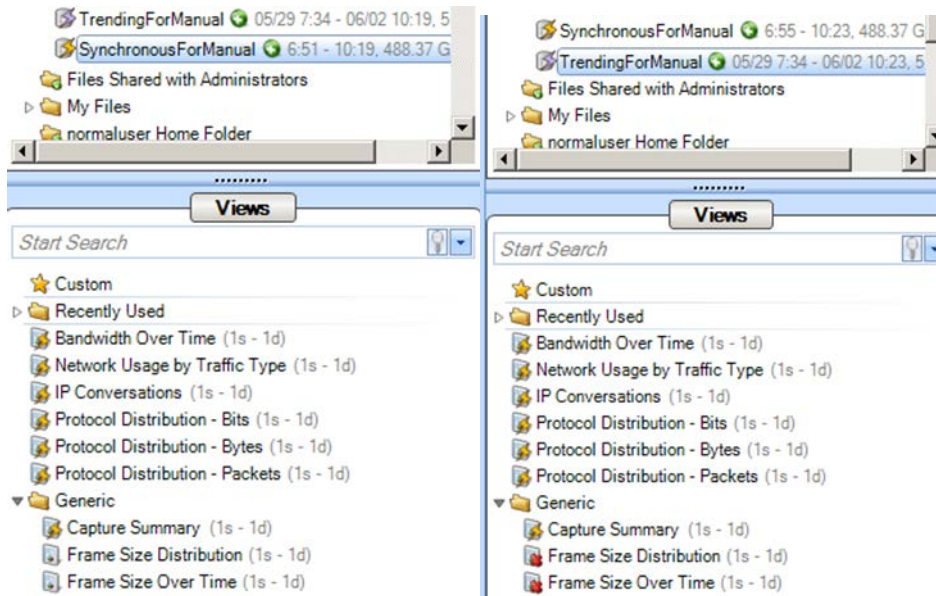 TrendingForManual 05/29 7:34 - 06/02 10:19, 5
SynchronousForManual 6:51 - 10:19, 488.37 G
Files Shared with Administrators
My Files
normaluser Home Folder
Views
Start Search
Custom
Recently Used
Bandwidth Over Time (1s - 1d)
Network Usage by Traffic Type (1s - 1d)
IP Conversations (1s - 1d)
Protocol Distribution - Bits (1s - 1d)
Protocol Distribution - Bytes (1s - 1d)
Protocol Distribution - Packets (1s - 1d)
Generic
Capture Summary (1s - 1d)
Frame Size Distribution (1s - 1d)
Frame Size Over Time (1s - 1d)
SynchronousForManual 6:55 - 10:23, 488.37 G
TrendingForManual 05/29 7:34 - 06/02 10:23, 5
Files Shared with Administrators
My Files
normaluser Home Folder
Views
Start Search
Custom
Recently Used
Bandwidth Over Time (1s - 1d)
Network Usage by Traffic Type (1s - 1d)
IP Conversations (1s - 1d)
Protocol Distribution - Bits (1s - 1d)
Protocol Distribution - Bytes (1s - 1d)
Protocol Distribution - Packets (1s - 1d)
Generic
Capture Summary (1s - 1d)
Frame Size Distribution (1s - 1d)
Frame Size Over Time (1s - 1d)